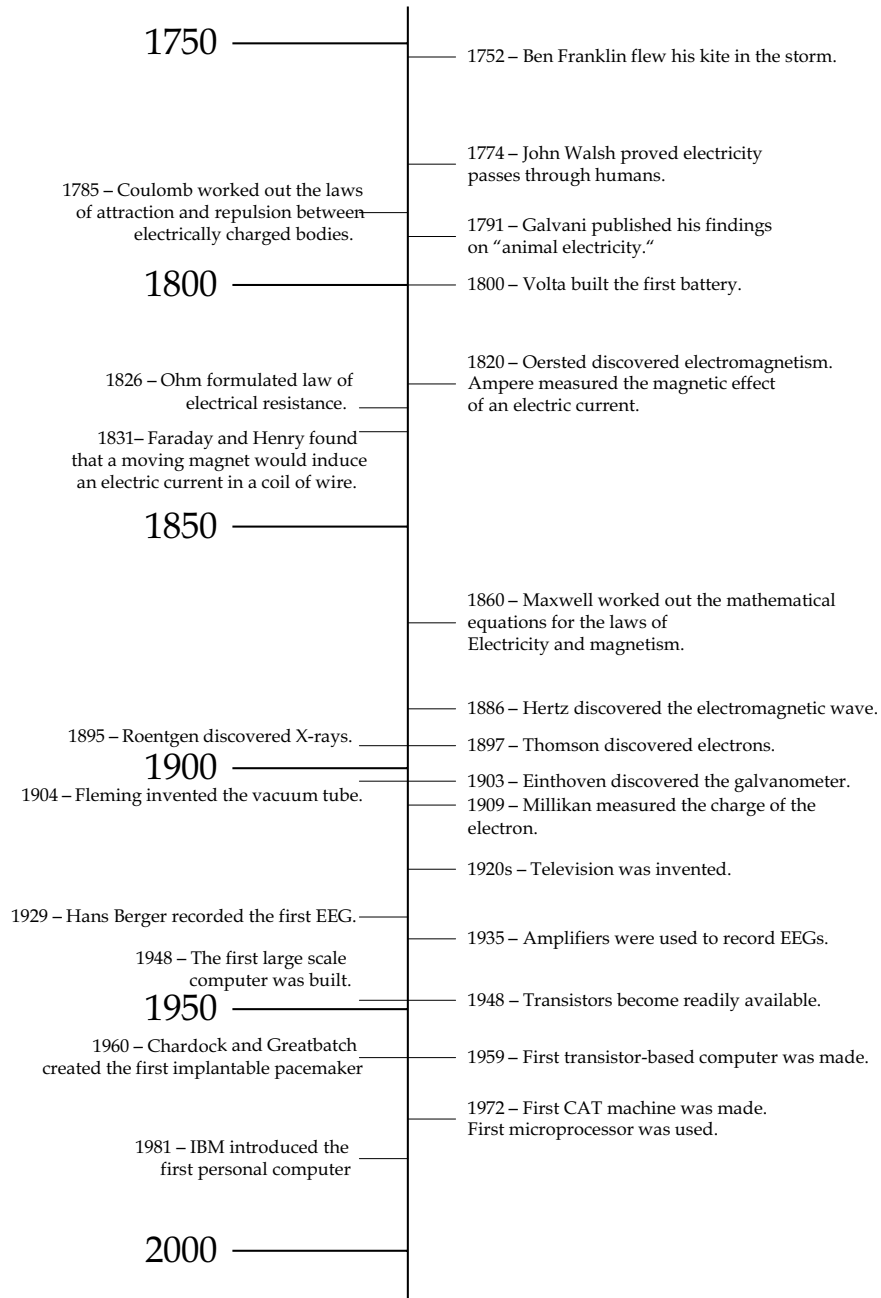 1750
1752 – Ben Franklin flew his kite in the storm.
1774 – John Walsh proved electricity
passes through humans.
1785 – Coulomb worked out the laws
of attraction and repulsion between
electrically charged bodies.
1791 – Galvani published his findings
on “animal electricity.“
1800
1800 – Volta built the first battery.
1820 – Oersted discovered electromagnetism.
Ampere measured the magnetic effect
of an electric current.
1826 – Ohm formulated law of
electrical resistance.
1831– Faraday and Henry found
that a moving magnet would induce
an electric current in a coil of wire.
1850
1860 – Maxwell worked out the mathematical
equations for the laws of
Electricity and magnetism.
1886 – Hertz discovered the electromagnetic wave.
1895 – Roentgen discovered X-rays.
1897 – Thomson discovered electrons.
1900
1903 – Einthoven discovered the galvanometer.
1904 – Fleming invented the vacuum tube.
1909 – Millikan measured the charge of the
electron.
1920s – Television was invented.
1929 – Hans Berger recorded the first EEG.
1935 – Amplifiers were used to record EEGs.
1948 – The first large scale
computer was built.
1948 – Transistors become readily available.
1950
1960 – Chardock and Greatbatch
created the first implantable pacemaker
1959 – First transistor-based computer was made.
1972 – First CAT machine was made.
First microprocessor was used.
1981 – IBM introduced the
first personal computer
2000